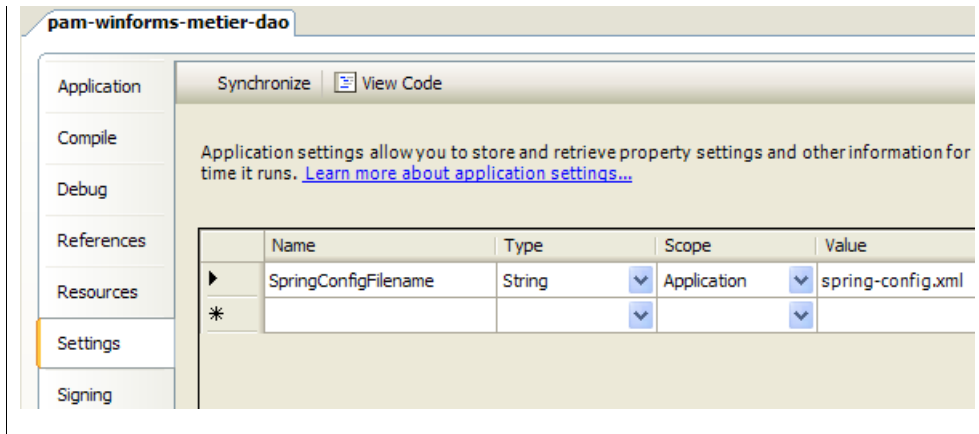 pam-winforms-metier-dao
Application
Synchronize View Code
Compile
Application settings allow you to store and retrieve property settings and other information for
time it runs. Learn more about application settings...
Debug
References
Name Type Scope Value
Resources
SpringConfigFilename String Application spring-config.xml
Settings
Signing